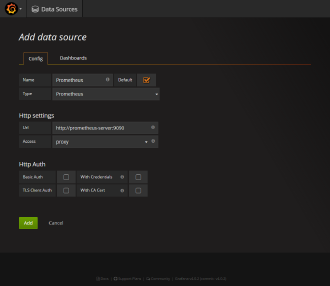 Data Sources
Add data source
Config Dashboards
Name Prometheus Default
Type Prometheus
Http settings
Url http://prometheus-server:9090
Access proxy
Http Auth
Basic Auth With Credentials
TLS Client Auth With CA Cert
Add Cancel